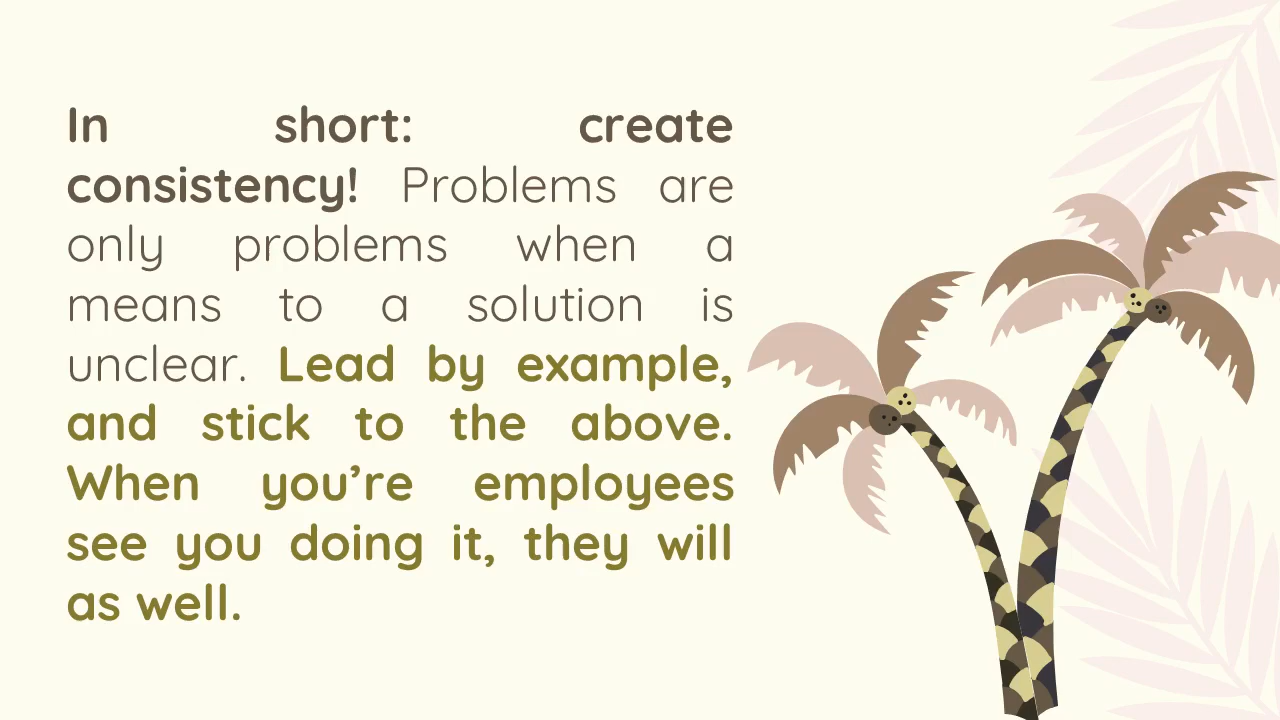 In short: create
consistency! Problems are
only problems when a
means to a solution is
unclear. Lead by example,
and stick to the above.
When you’re employees
see you doing it, they will
as well.